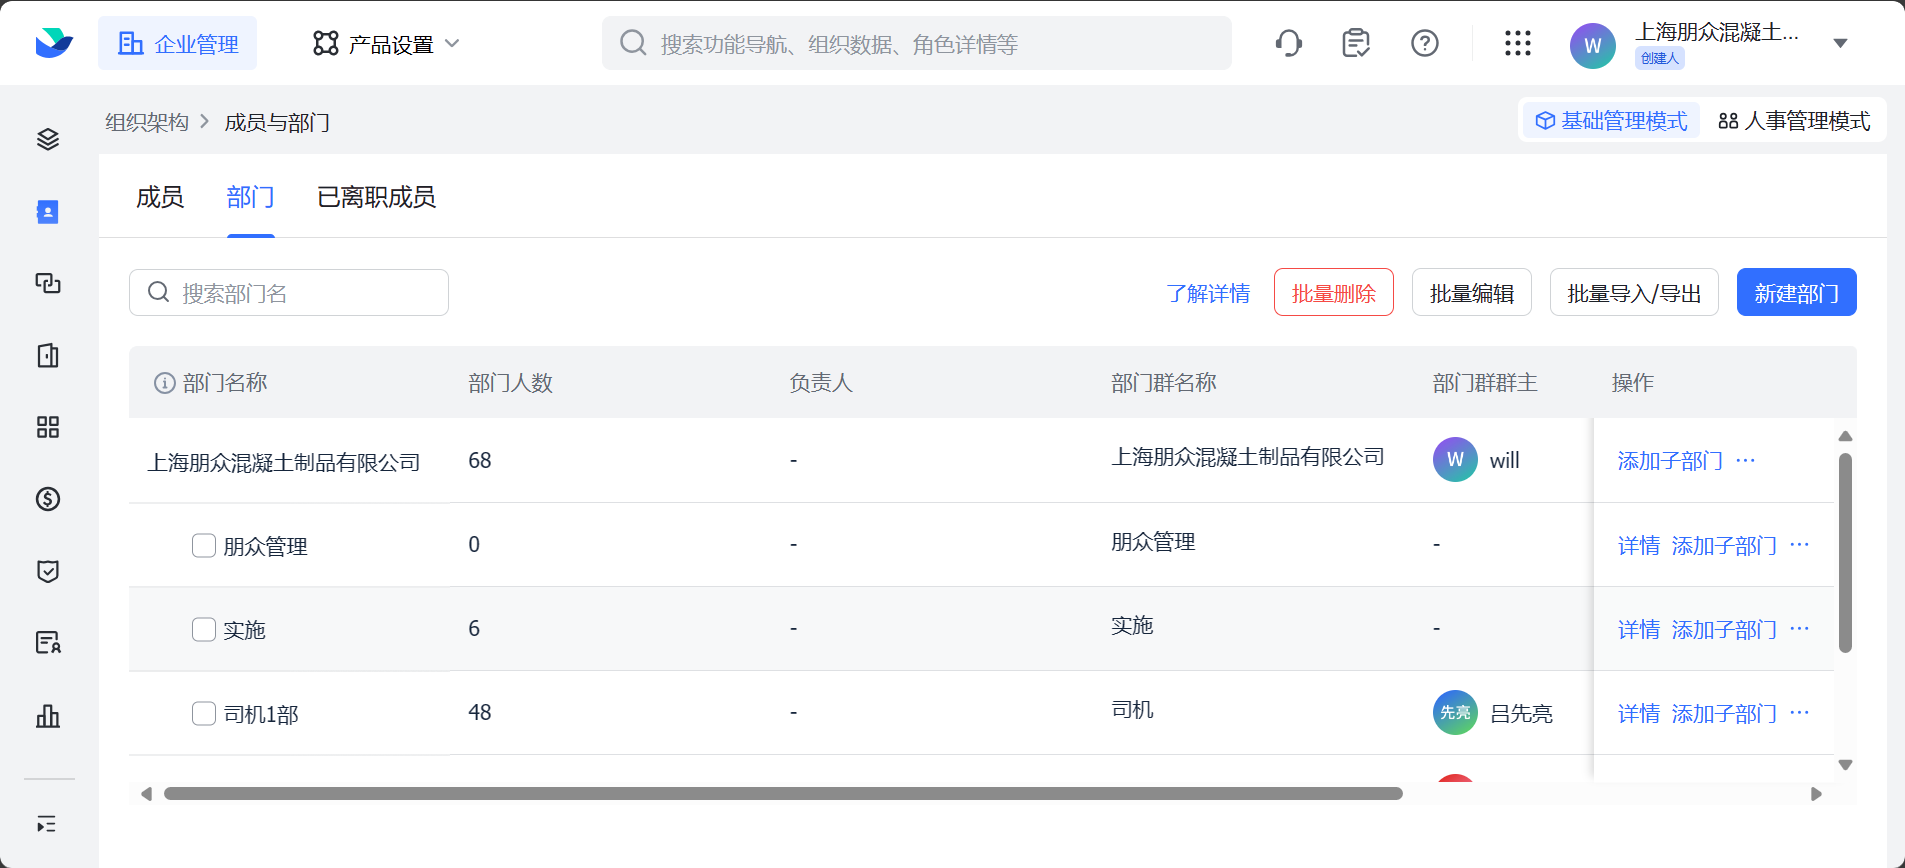 企业管理
产品设置
搜索功能导航、组织数据、角色详情等
W
上海朋众混凝土...
创建人
组织架构 > 成员与部门
基础管理模式
人事管理模式
成员
部门
已离职成员
搜索部门名
了解详情
批量删除
批量编辑
批量导入/导出
新建部门
部门名称 部门人数 负责人 部门群名称 部门群群主 操作
上海朋众混凝土制品有限公司 68 - 上海朋众混凝土制品有限公司 W will 添加子部门 ···
朋众管理 0 - 朋众管理 - 详情 添加子部门 ···
实施 6 - 实施 - 详情 添加子部门 ···
司机1部 48 - 司机 先亮 吕先亮 详情 添加子部门 ···